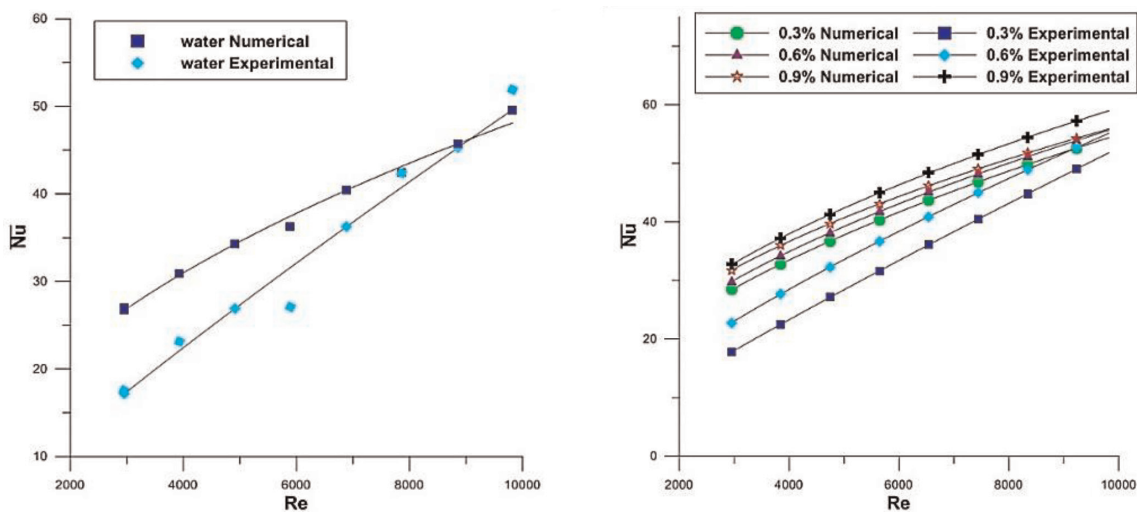 60
50
40
30
20
10
Nu
water Numerical
water Experimental
2000 4000 6000 8000 10000
Re
0.3% Numerical 0.3% Experimental
0.6% Numerical 0.6% Experimental
0.9% Numerical 0.9% Experimental
60
40
20
0
Nu
2000 4000 6000 8000 10000
Re